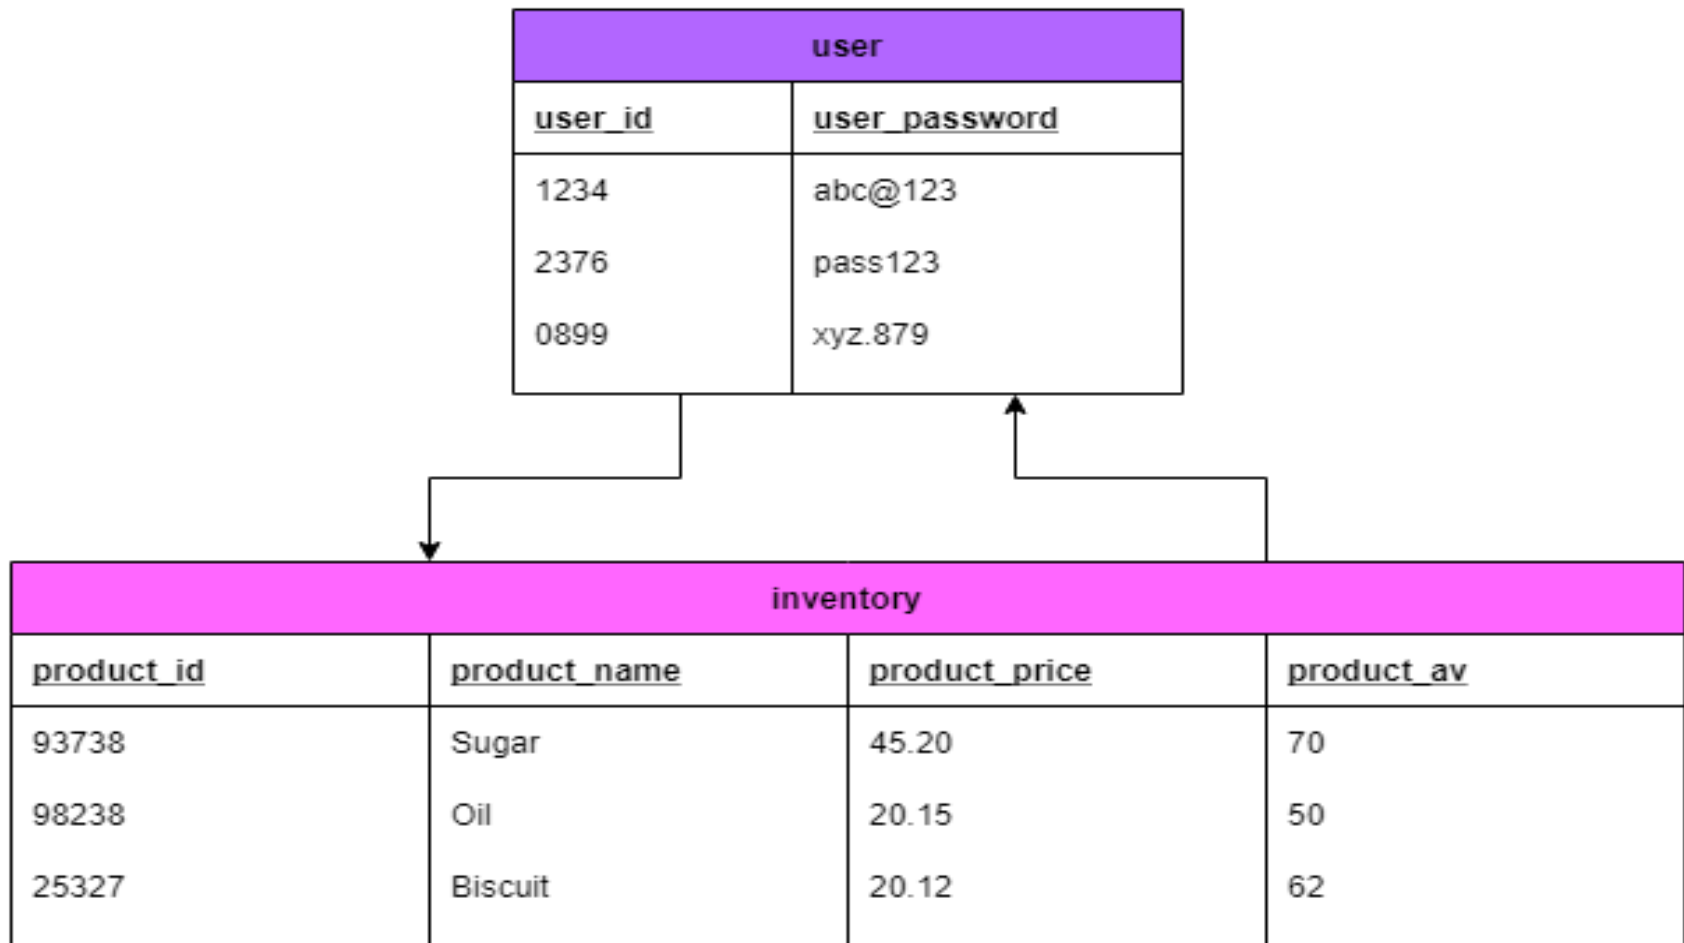 user
user_id user_password
1234 abc@123
2376 pass123
0899 xyz.879
inventory
product_id product_name product_price product_av
93738 Sugar 45.20 70
98238 Oil 20.15 50
25327 Biscuit 20.12 62